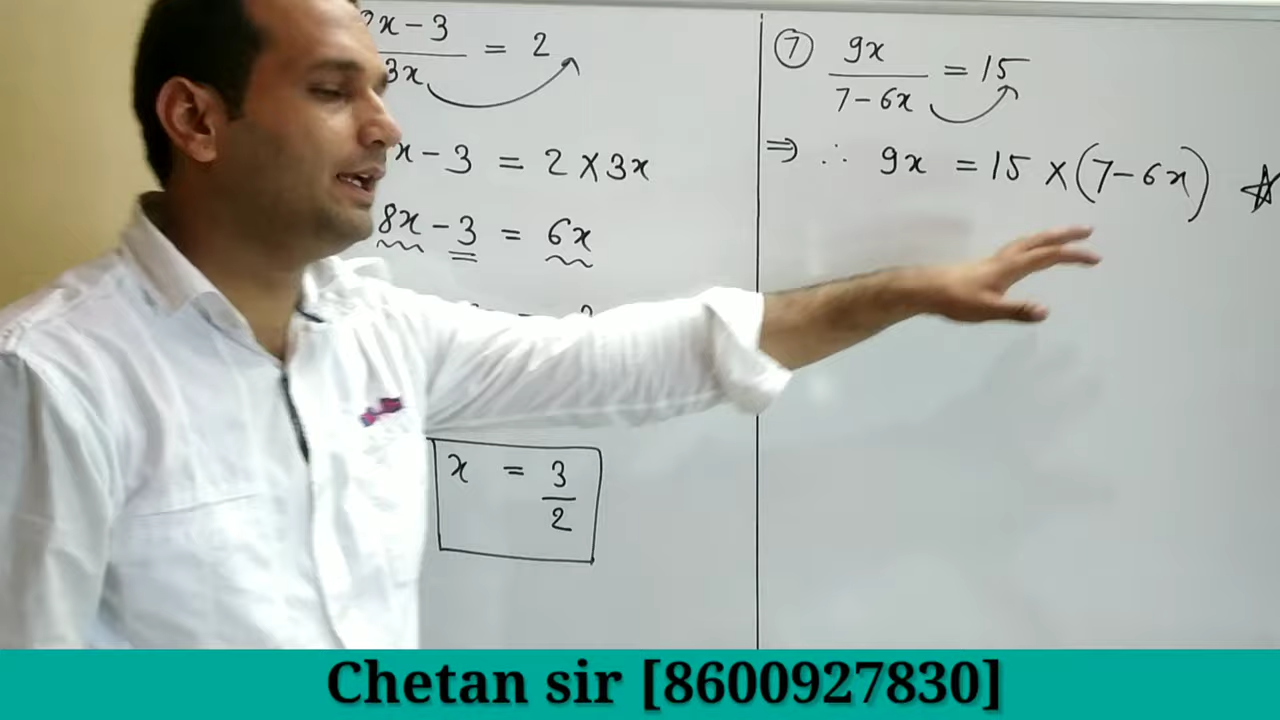 2x-3
3x
= 2
x-3 = 2×3x
8x-3 = 6x
x = 3
2
⑦ 9x
7-6x
= 15
⇒ ∴ 9x = 15 × (7-6x) ☆
Chetan sir [8600927830]